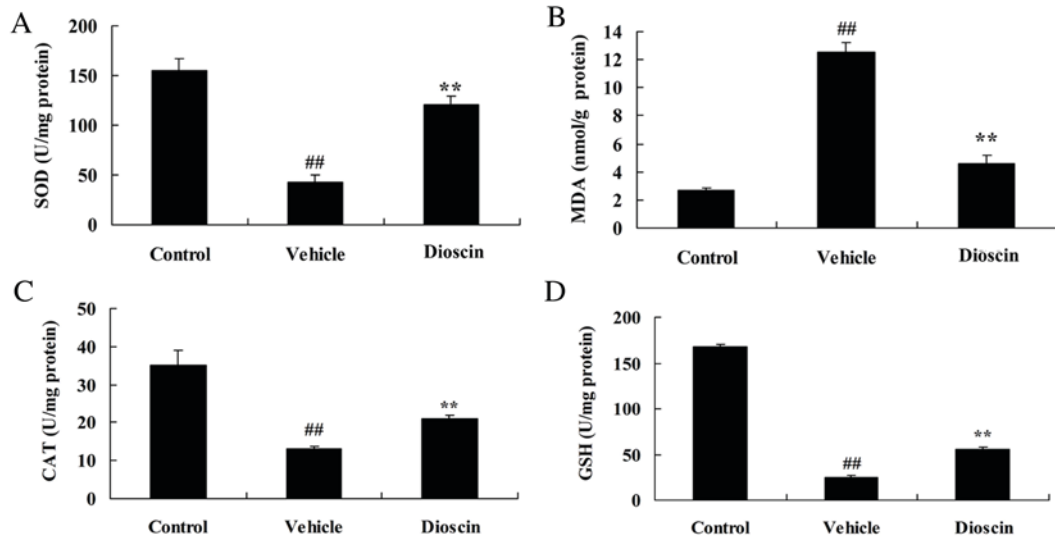 A
SOD (U/mg protein)
200
150
100
50
0
##
**
Control Vehicle Dioscin
B
MDA (nmol/g protein)
14
12
10
8
6
4
2
0
##
**
Control Vehicle Dioscin
C
CAT (U/mg protein)
50
40
30
20
10
0
##
**
Control Vehicle Dioscin
D
GSH (U/mg protein)
200
150
100
50
0
##
**
Control Vehicle Dioscin